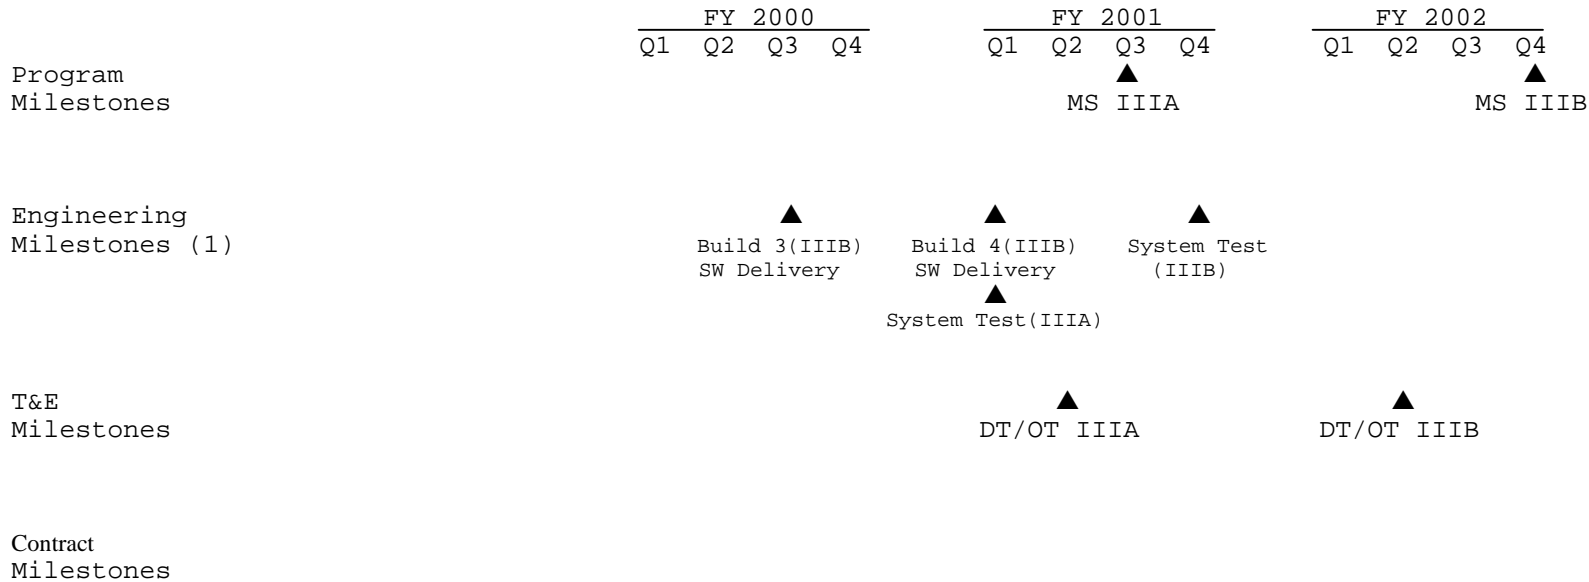 FY 2000 FY 2001 FY 2002
Q1 Q2 Q3 Q4 Q1 Q2 Q3 Q4 Q1 Q2 Q3 Q4
Program
Milestones MS IIIA MS IIIB
Engineering
Milestones (1) Build 3(IIIB) Build 4(IIIB) System Test
SW Delivery SW Delivery (IIIB)
System Test(IIIA)
T&E
Milestones DT/OT IIIA DT/OT IIIB
Contract
Milestones